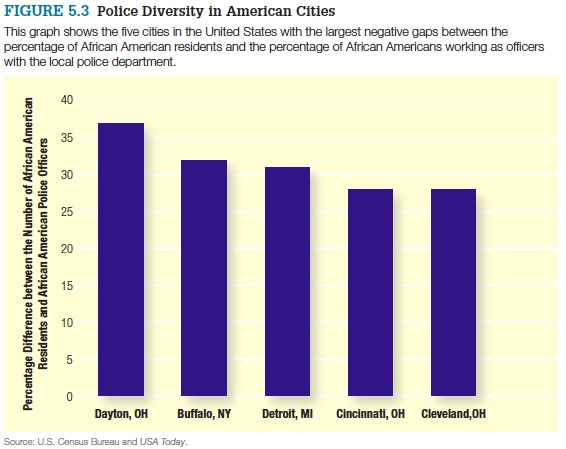 FIGURE 5.3 Police Diversity in American Cities
This graph shows the five cities in the United States with the largest negative gaps between the
percentage of African American residents and the percentage of African Americans working as officers
with the local police department.
Percentage Difference between the Number of African American
Residents and African American Police Officers
40
35
30
25
20
15
10
5
0
Dayton, OH
Buffalo, NY
Detroit, MI
Cincinnati, OH
Cleveland,OH
Source: U.S. Census Bureau and USA Today.